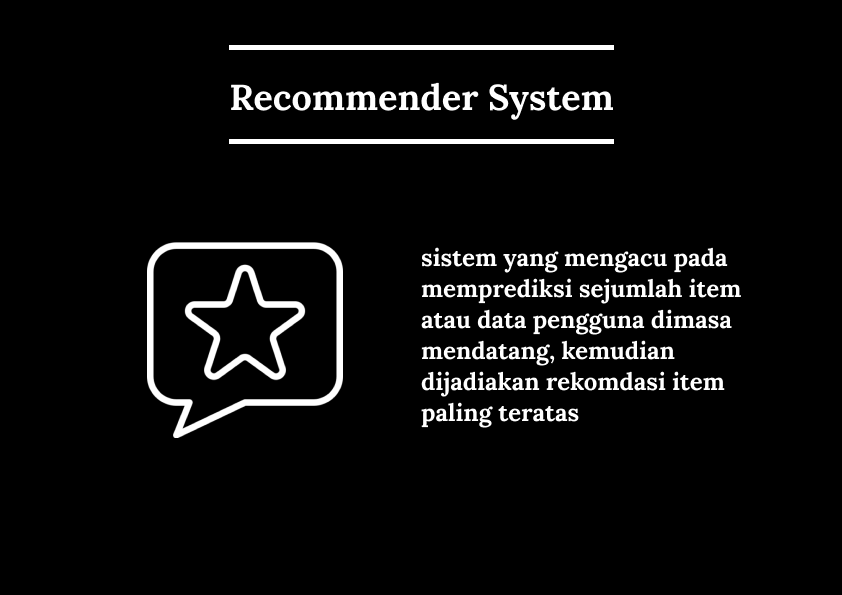 Recommender System
sistem yang mengacu pada
memprediksi sejumlah item
atau data pengguna dimasa
mendatang, kemudian
dijadiakan rekomdasi item
paling teratas